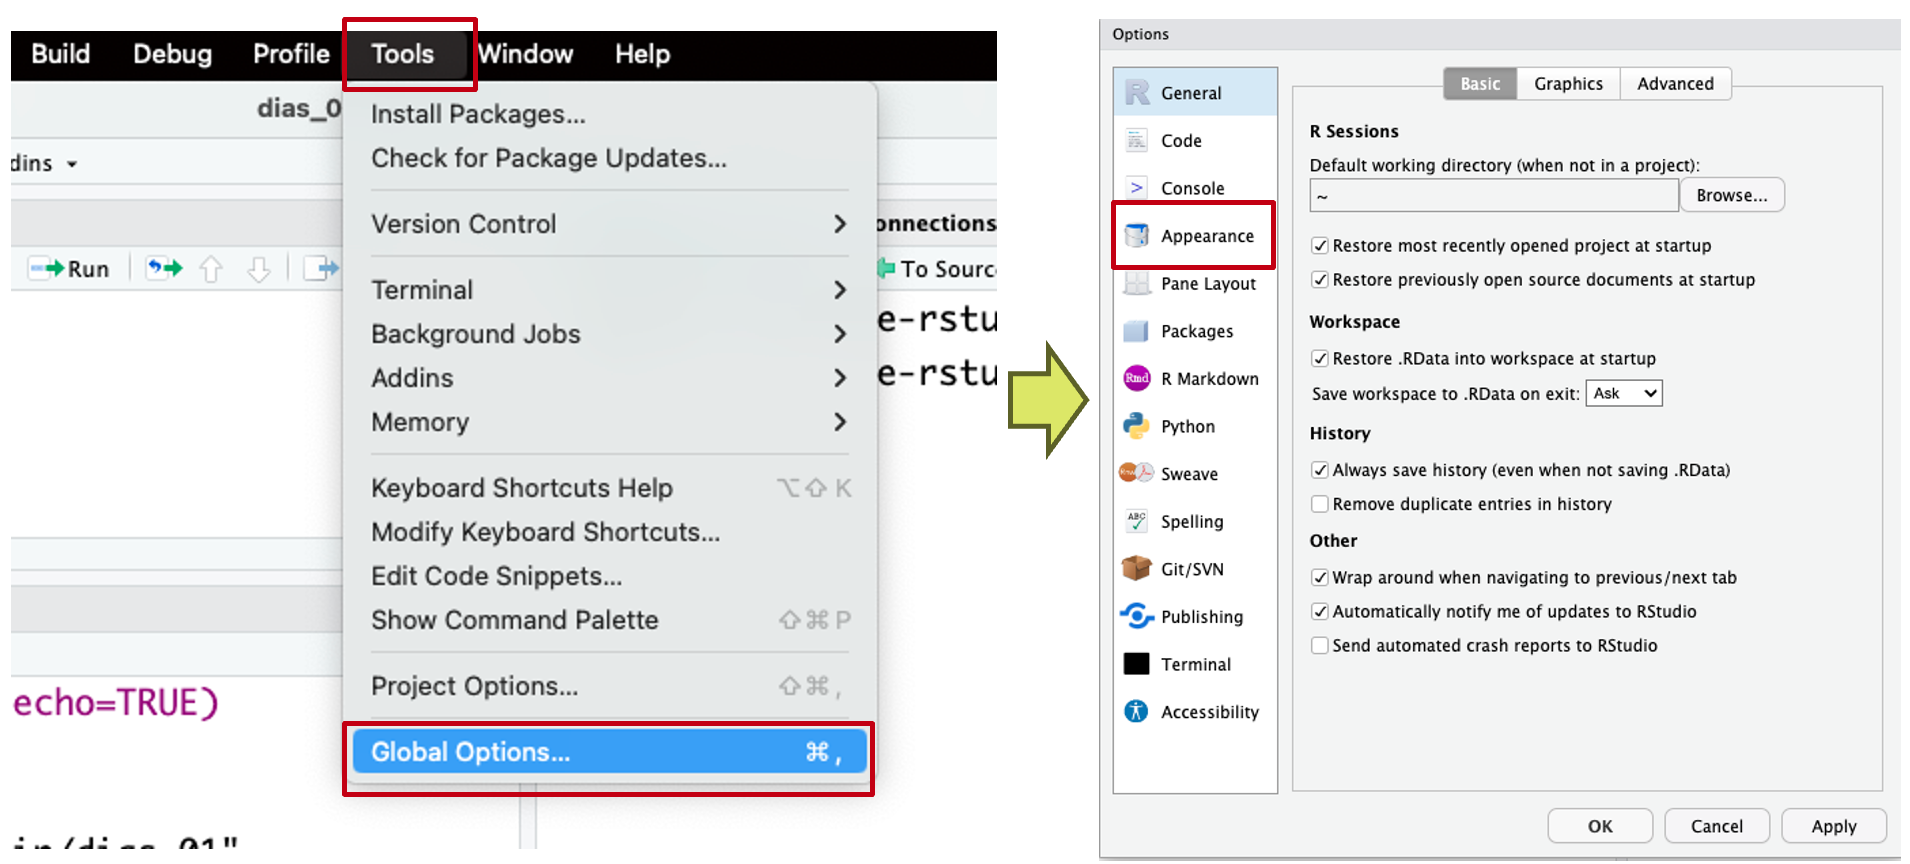 Build Debug Profile Tools Window Help
dias_0
dins
Run
Install Packages...
Check for Package Updates...
Version Control
Terminal
Background Jobs
Addins
Memory
Keyboard Shortcuts Help ⌥⇧ K
Modify Keyboard Shortcuts...
Edit Code Snippets...
Show Command Palette ⇧⌘ P
Project Options... ⇧⌘ ,
Global Options... ⌘ ,
onnections
To Sourc
e-rstu
e-rstu
echo=TRUE)
in/dias_01"
Options
General
Code
Console
Appearance
Pane Layout
Packages
Rmd R Markdown
Python
Sweave
ABC Spelling
Git/SVN
Publishing
Terminal
Accessibility
Basic Graphics Advanced
R Sessions
Default working directory (when not in a project):
~ Browse...
Restore most recently opened project at startup
Restore previously open source documents at startup
Workspace
Restore .RData into workspace at startup
Save workspace to .RData on exit: Ask
History
Always save history (even when not saving .RData)
Remove duplicate entries in history
Other
Wrap around when navigating to previous/next tab
Automatically notify me of updates to RStudio
Send automated crash reports to RStudio
OK Cancel Apply